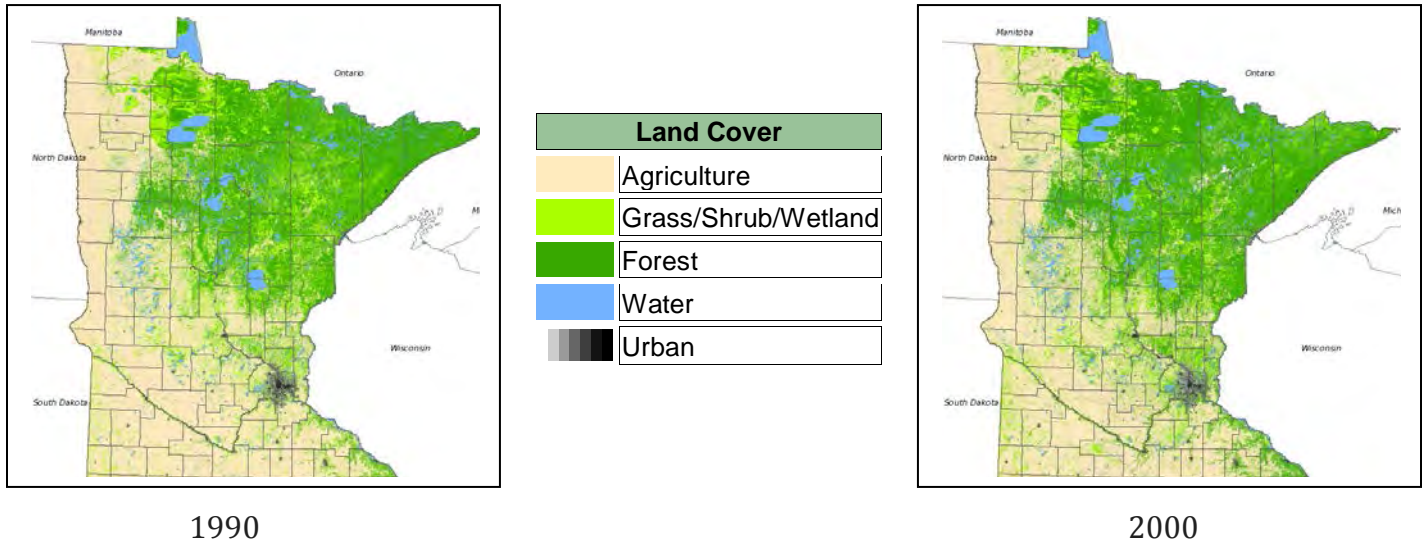 Manitoba
Ontario
North Dakota
Wisconsin
South Dakota
1990
Land Cover
Agriculture
Grass/Shrub/Wetland
Forest
Water
Urban
Manitoba
Ontario
North Dakota
Mich
Wisconsin
South Dakota
2000